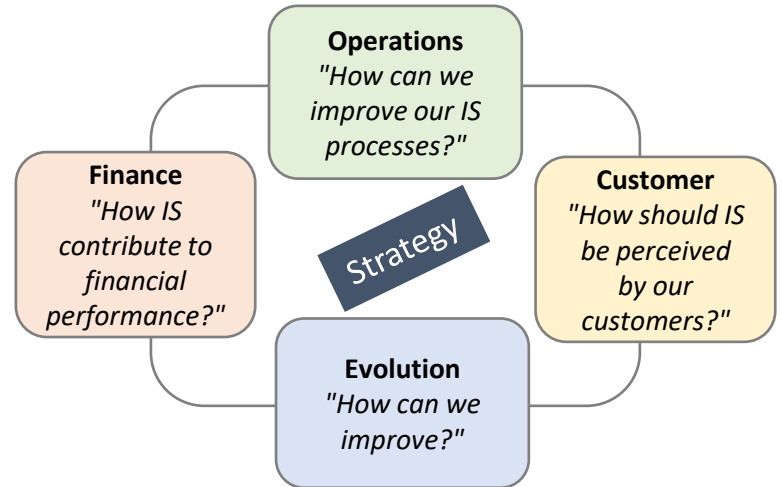 Operations
"How can we
improve our IS
processes?"
Finance
"How IS
contribute to
financial
performance?"
Strategy
Customer
"How should IS
be perceived
by our
customers?"
Evolution
"How can we
improve?"